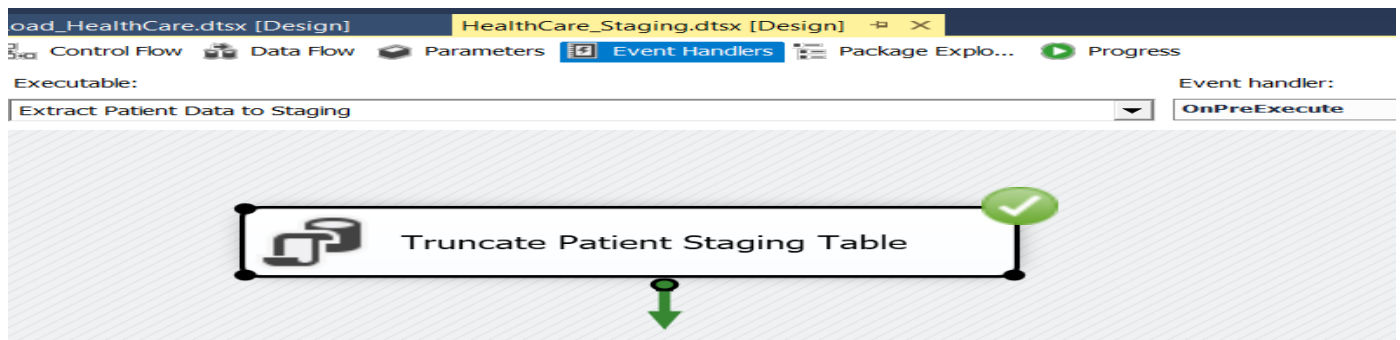 oad_HealthCare.dtsx [Design] HealthCare_Staging.dtsx [Design]
Control Flow Data Flow Parameters Event Handlers Package Explo... Progress
Executable: Event handler:
Extract Patient Data to Staging OnPreExecute
Truncate Patient Staging Table